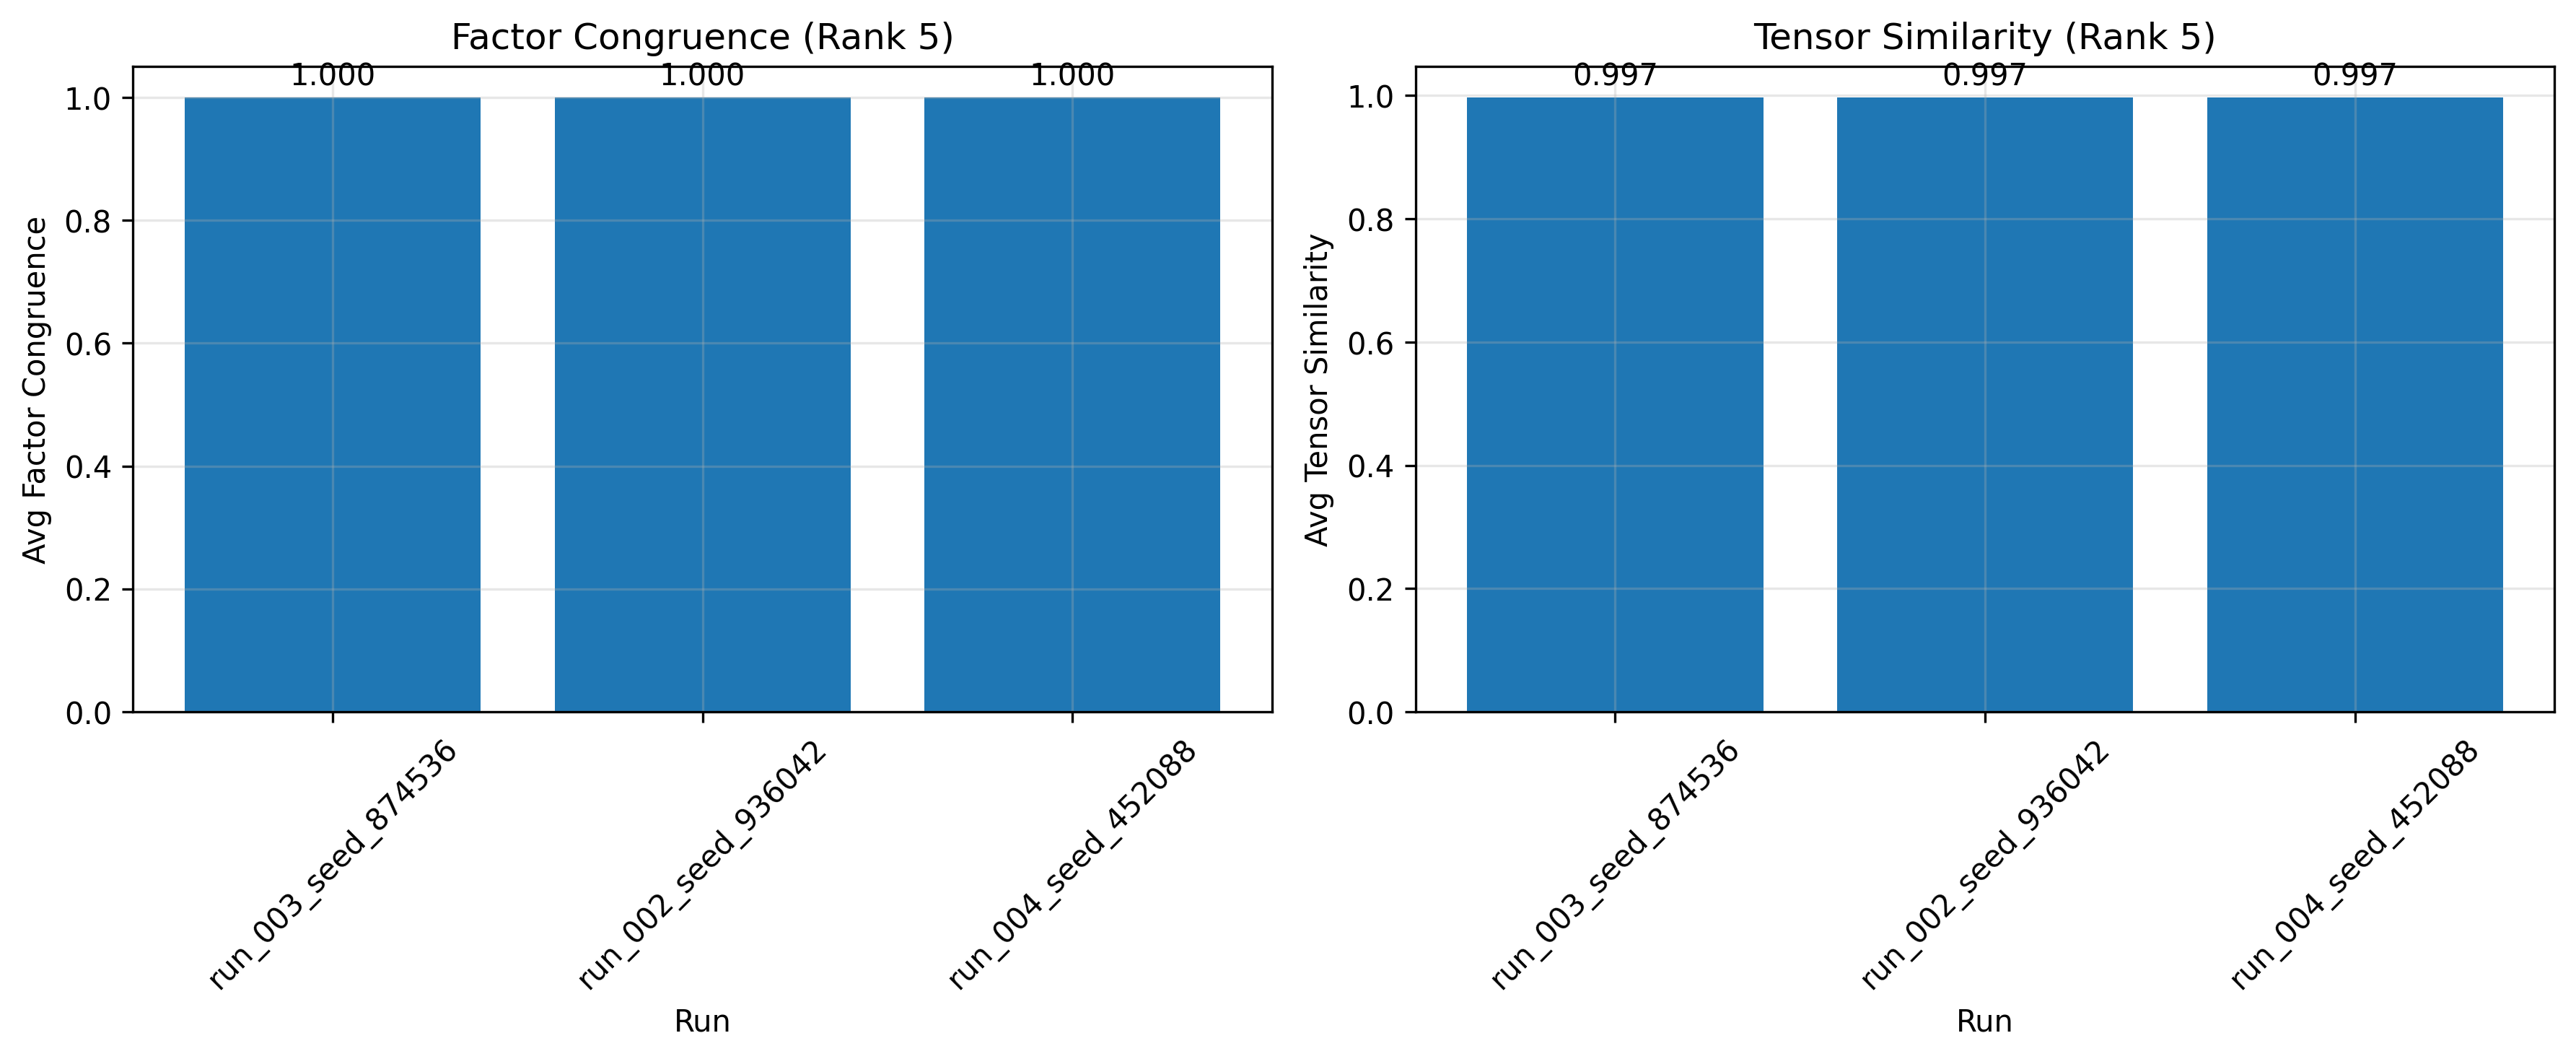 Factor Congruence (Rank 5)
1.000 1.000 1.000
1.0
0.8
0.6
0.4
0.2
0.0
Avg Factor Congruence
run_003_seed_874536
run_002_seed_936042
run_004_seed_452088
Run
Tensor Similarity (Rank 5)
0.997 0.997 0.997
1.0
0.8
0.6
0.4
0.2
0.0
Avg Tensor Similarity
run_003_seed_874536
run_002_seed_936042
run_004_seed_452088
Run